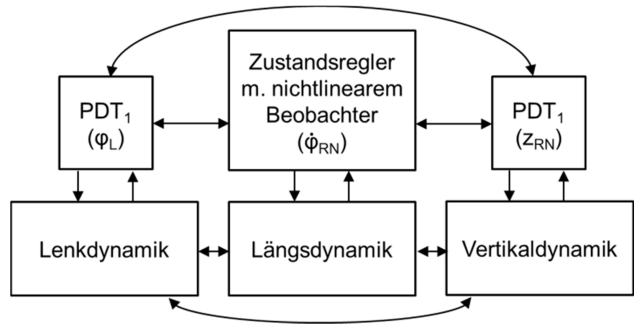 Zustandsregler
m. nichtlinearem
Beobachter
(φ̇RN)
PDT₁
(φL)
PDT₁
(zRN)
Lenkdynamik
Längsdynamik
Vertikaldynamik